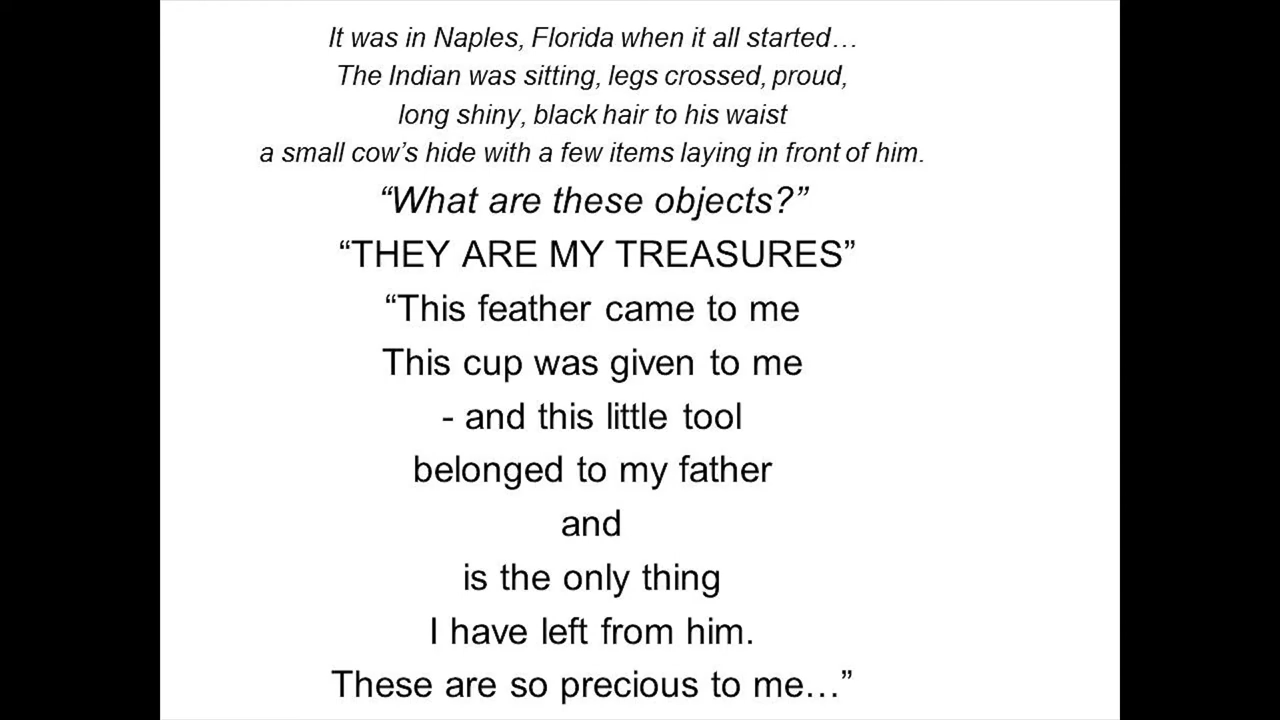 It was in Naples, Florida when it all started…
The Indian was sitting, legs crossed, proud,
long shiny, black hair to his waist
a small cow’s hide with a few items laying in front of him.
“What are these objects?”
“THEY ARE MY TREASURES”
“This feather came to me
This cup was given to me
- and this little tool
belonged to my father
and
is the only thing
I have left from him.
These are so precious to me…”